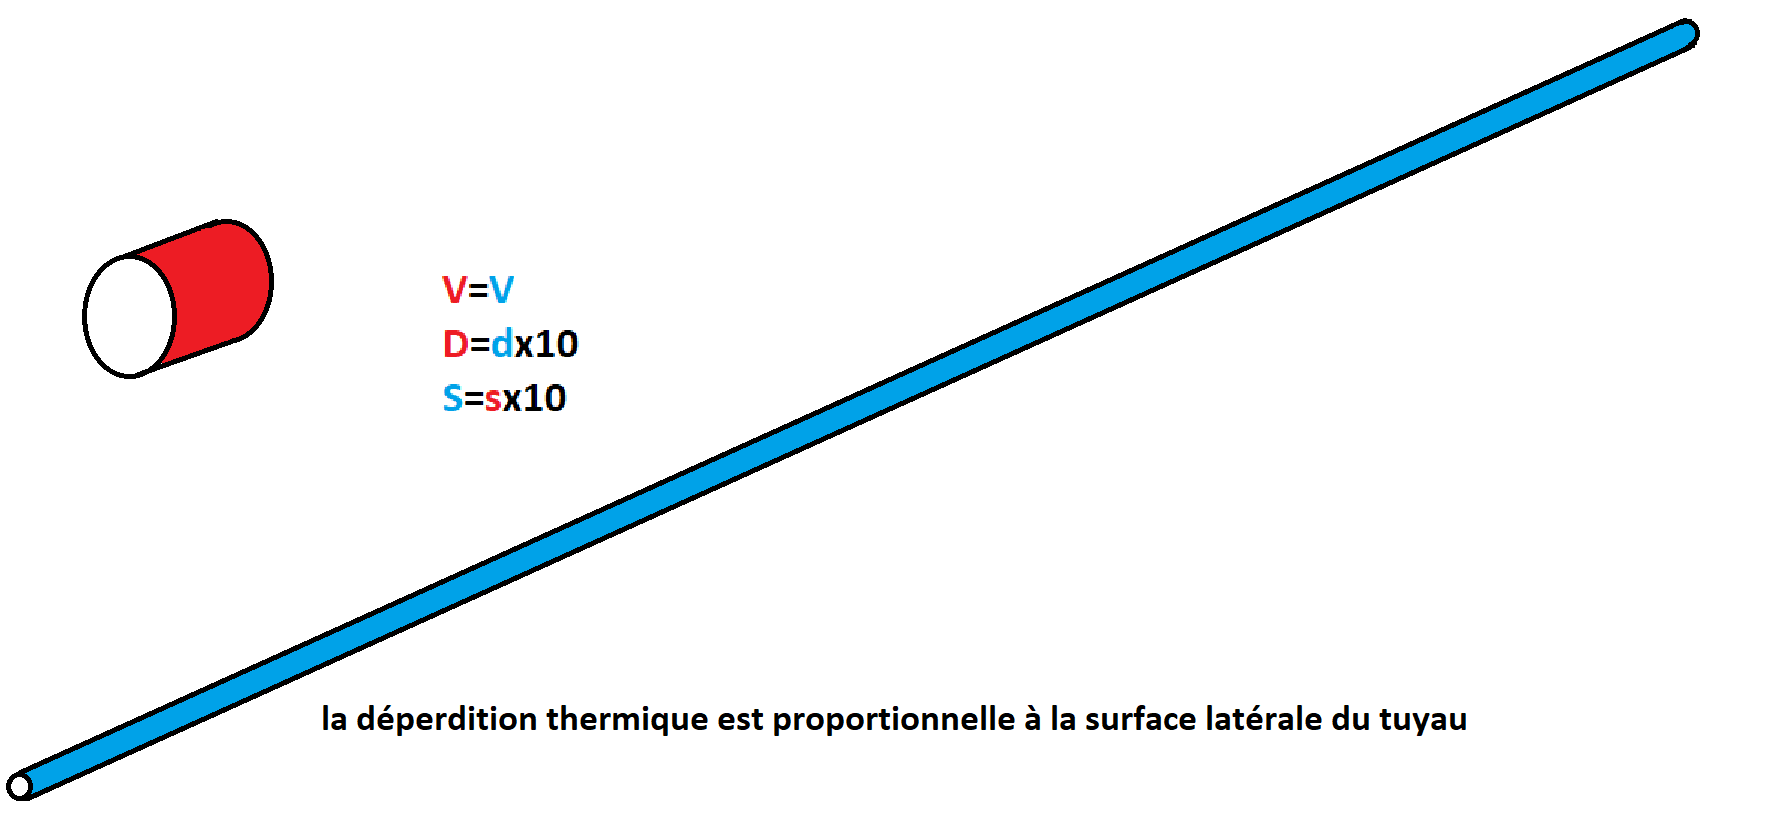 V=V
D=dx10
S=sx10
la déperdition thermique est proportionnelle à la surface latérale du tuyau